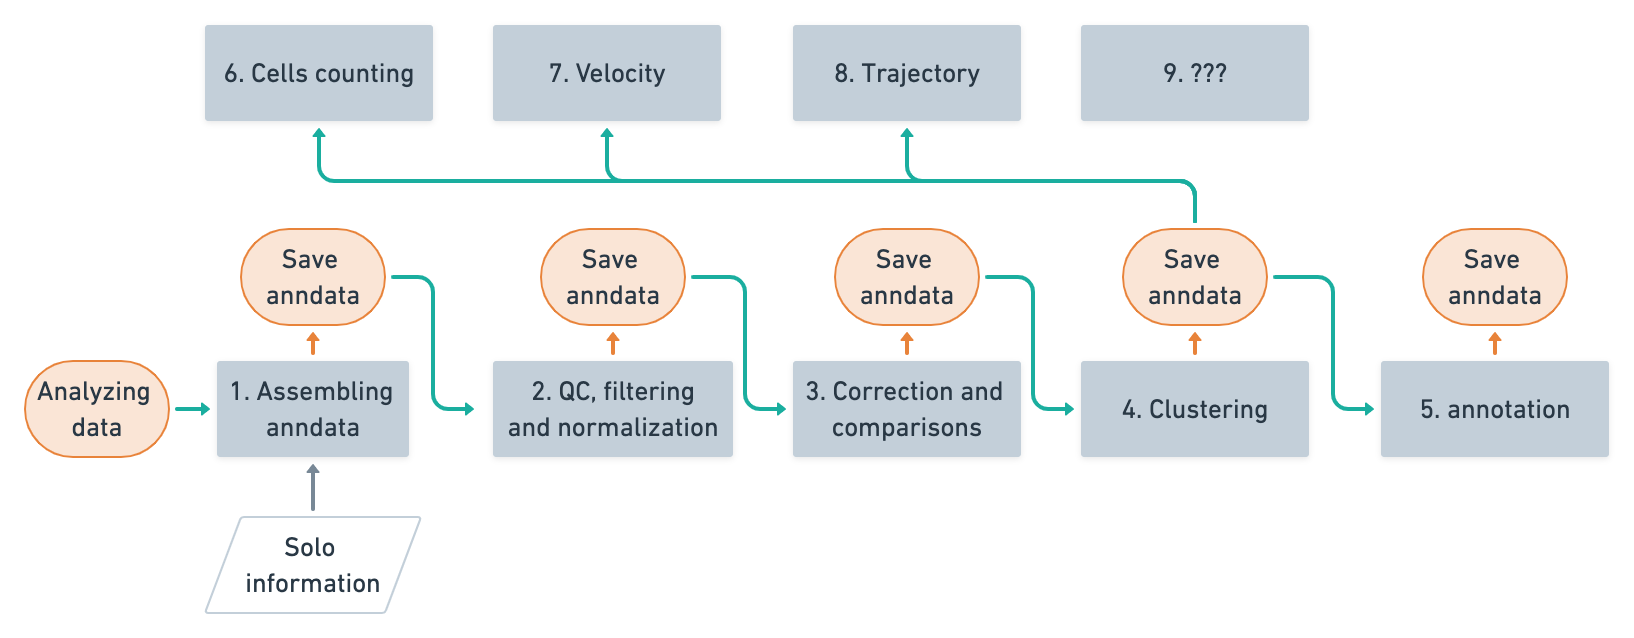 6. Cells counting
7. Velocity
8. Trajectory
9. ???
Save
anndata
Save
anndata
Save
anndata
Save
anndata
Save
anndata
Analyzing
data
1. Assembling
anndata
2. QC, filtering
and normalization
3. Correction and
comparisons
4. Clustering
5. annotation
Solo
information